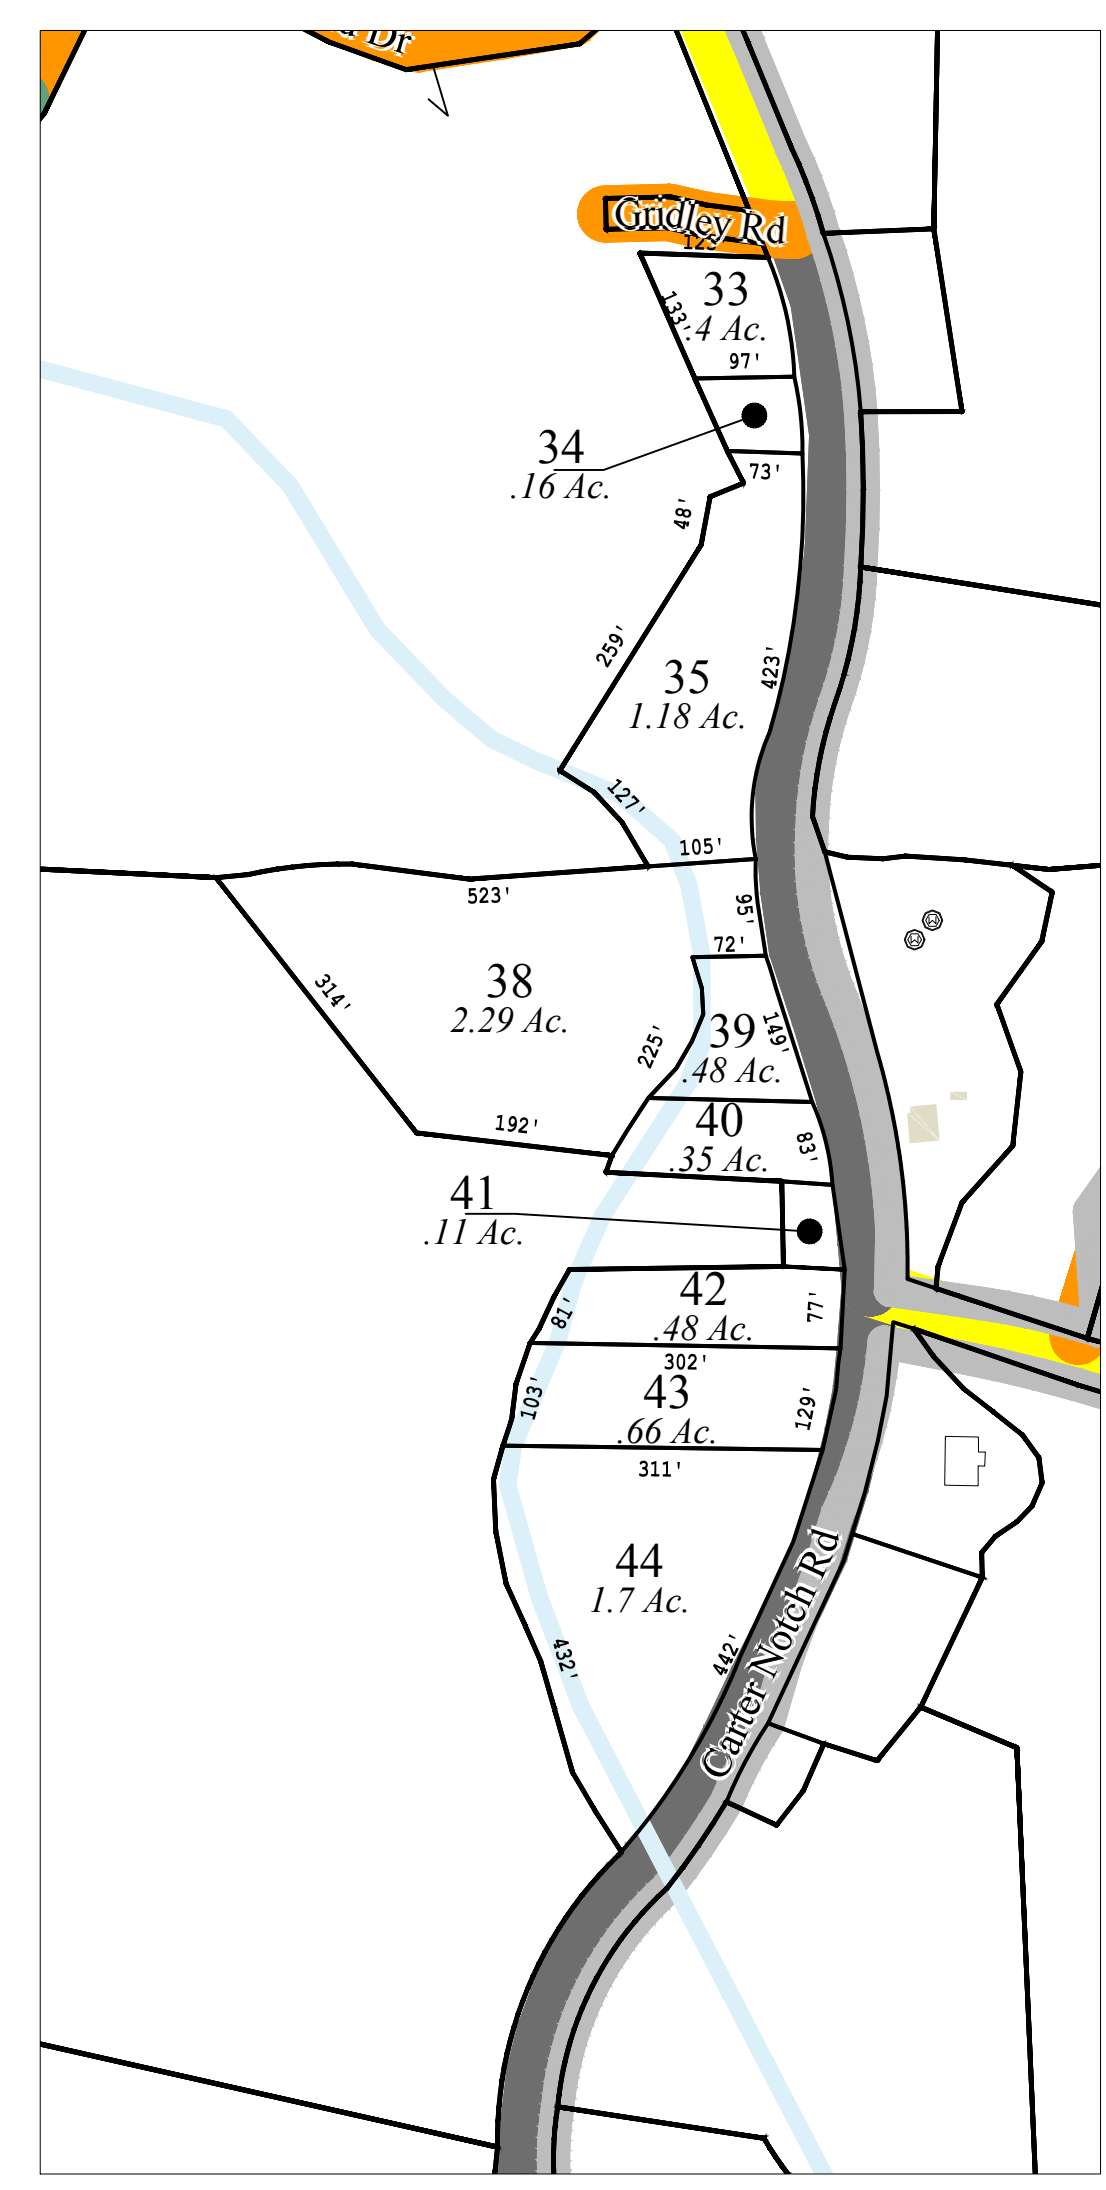 Dr
Gridley Rd
33
133'
.4 Ac.
97'
34
.16 Ac.
73'
48'
259'
35
423'
1.18 Ac.
127'
105'
523'
95'
72'
38
314'
2.29 Ac.
39
149'
225'
.48 Ac.
40
192'
83'
.35 Ac.
41
.11 Ac.
42
81'
77'
.48 Ac.
302'
43
103'
129'
.66 Ac.
311'
44
1.7 Ac.
432'
442'
Carter Notch Rd